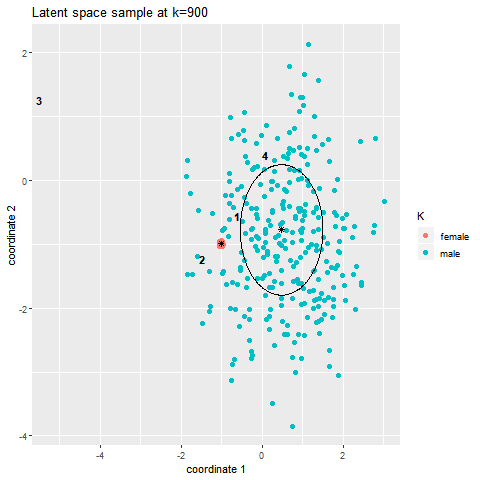 Latent space sample at k=900
2
3
4
0
1
2
-2
-4
-4
-2
0
2
coordinate 1
coordinate 2
K
female
male